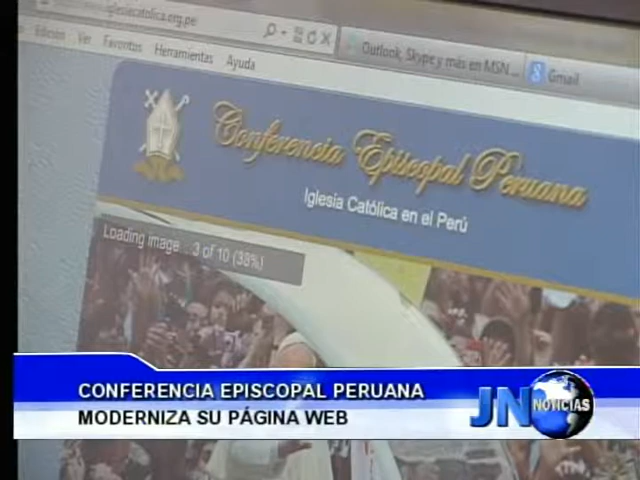 iglesiacatolica.org.pe
Edición Ver Favoritos Herramientas Ayuda
Outlook, Skype y más en MSN... Gmail
Conferencia Episcopal Peruana
Iglesia Católica en el Perú
Loading image... 3 of 10 (33%)
CONFERENCIA EPISCOPAL PERUANA
MODERNIZA SU PÁGINA WEB
JN NOTICIAS